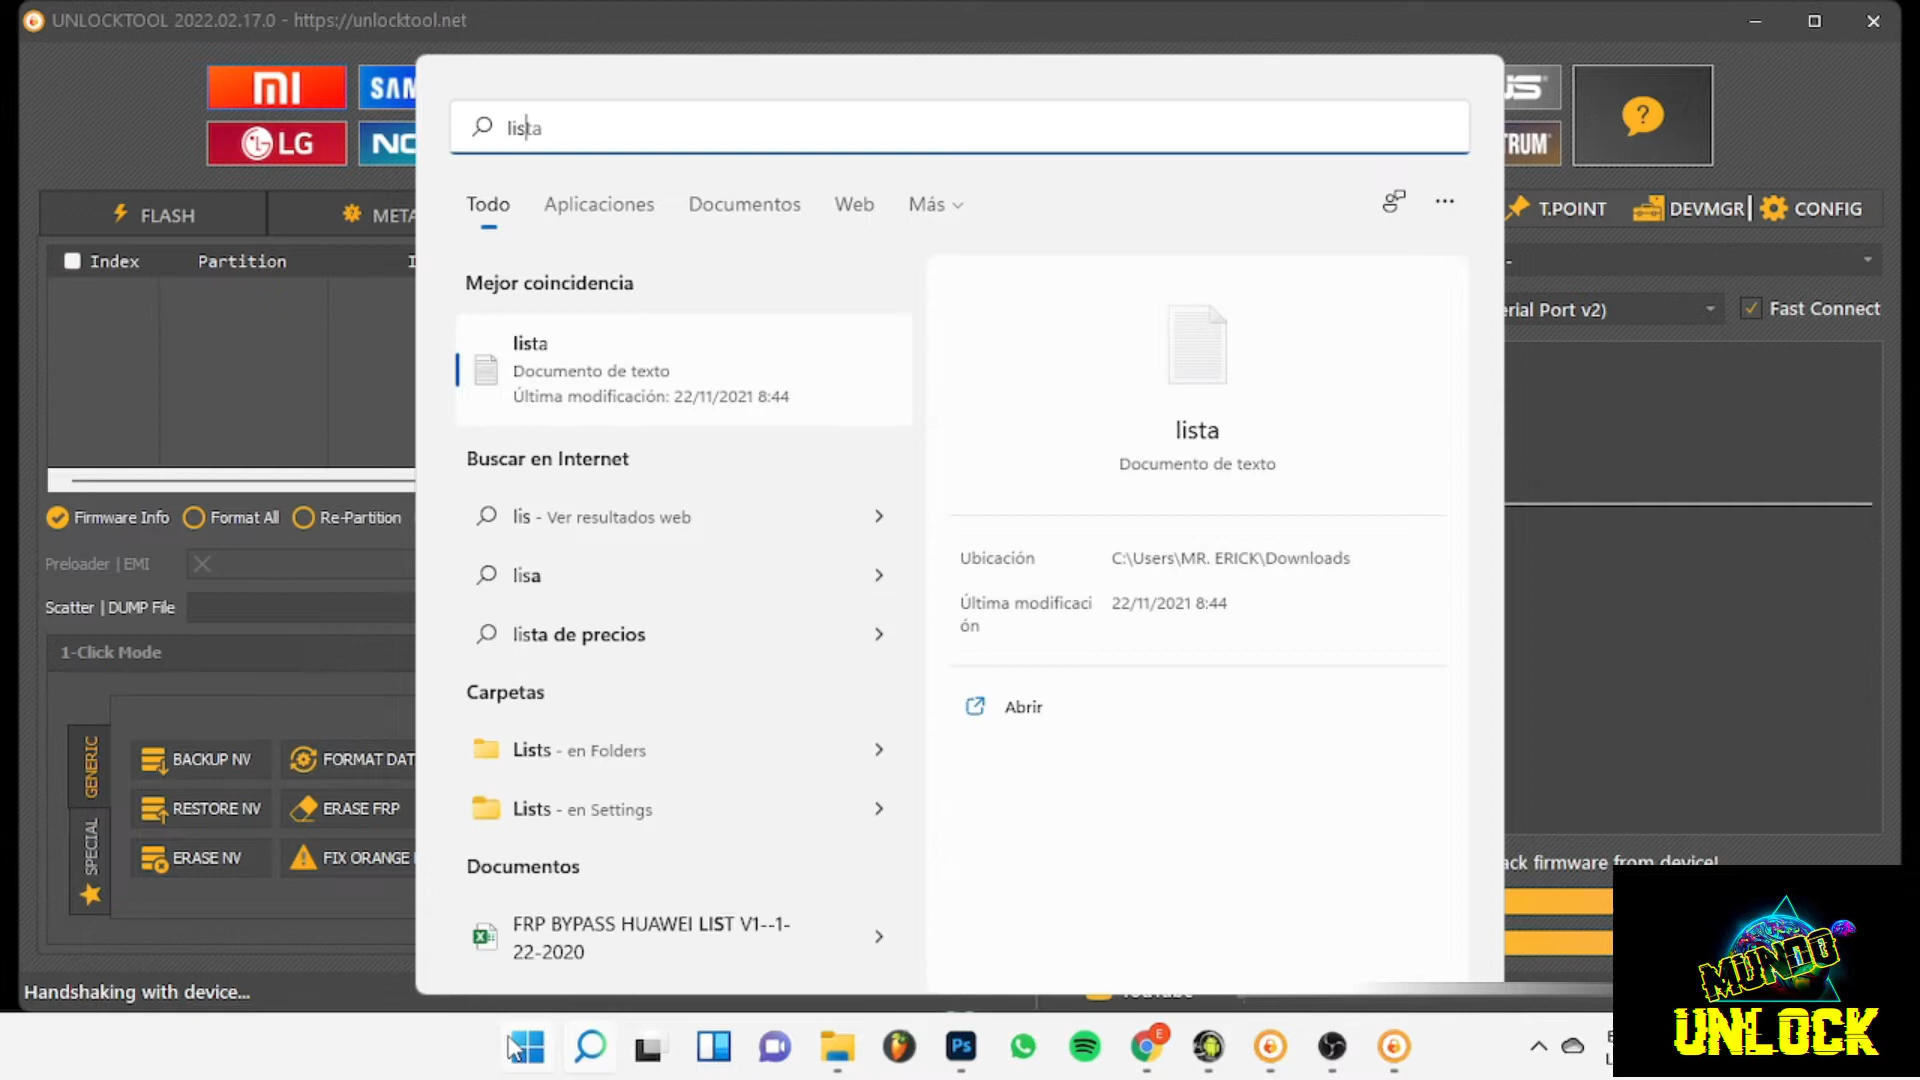 UNLOCKTOOL 2022.02.17.0 - https://unlocktool.net
MI
SAM
LG
NO
US
TRUM
?
lista
FLASH
META
T.POINT
DEVMGR
CONFIG
Todo
Aplicaciones
Documentos
Web
Más
Index
Partition
-
Mejor coincidencia
lista
Documento de texto
Última modificación: 22/11/2021 8:44
erial Port v2)
Fast Connect
lista
Documento de texto
Buscar en Internet
lis - Ver resultados web
lisa
lista de precios
Firmware Info
Format All
Re-Partition
Preloader | EMI
Scatter | DUMP File
Ubicación
C:\Users\MR. ERICK\Downloads
Última modificaci
ón
22/11/2021 8:44
1-Click Mode
Carpetas
Abrir
Lists - en Folders
Lists - en Settings
GENERIC
SPECIAL
BACKUP NV
FORMAT DAT
RESTORE NV
ERASE FRP
ERASE NV
FIX ORANGE
Documentos
FRP BYPASS HUAWEI LIST V1--1-
22-2020
ack firmware from device!
Handshaking with device...
YouTube
Ps
E
MUNDO
UNLOCK